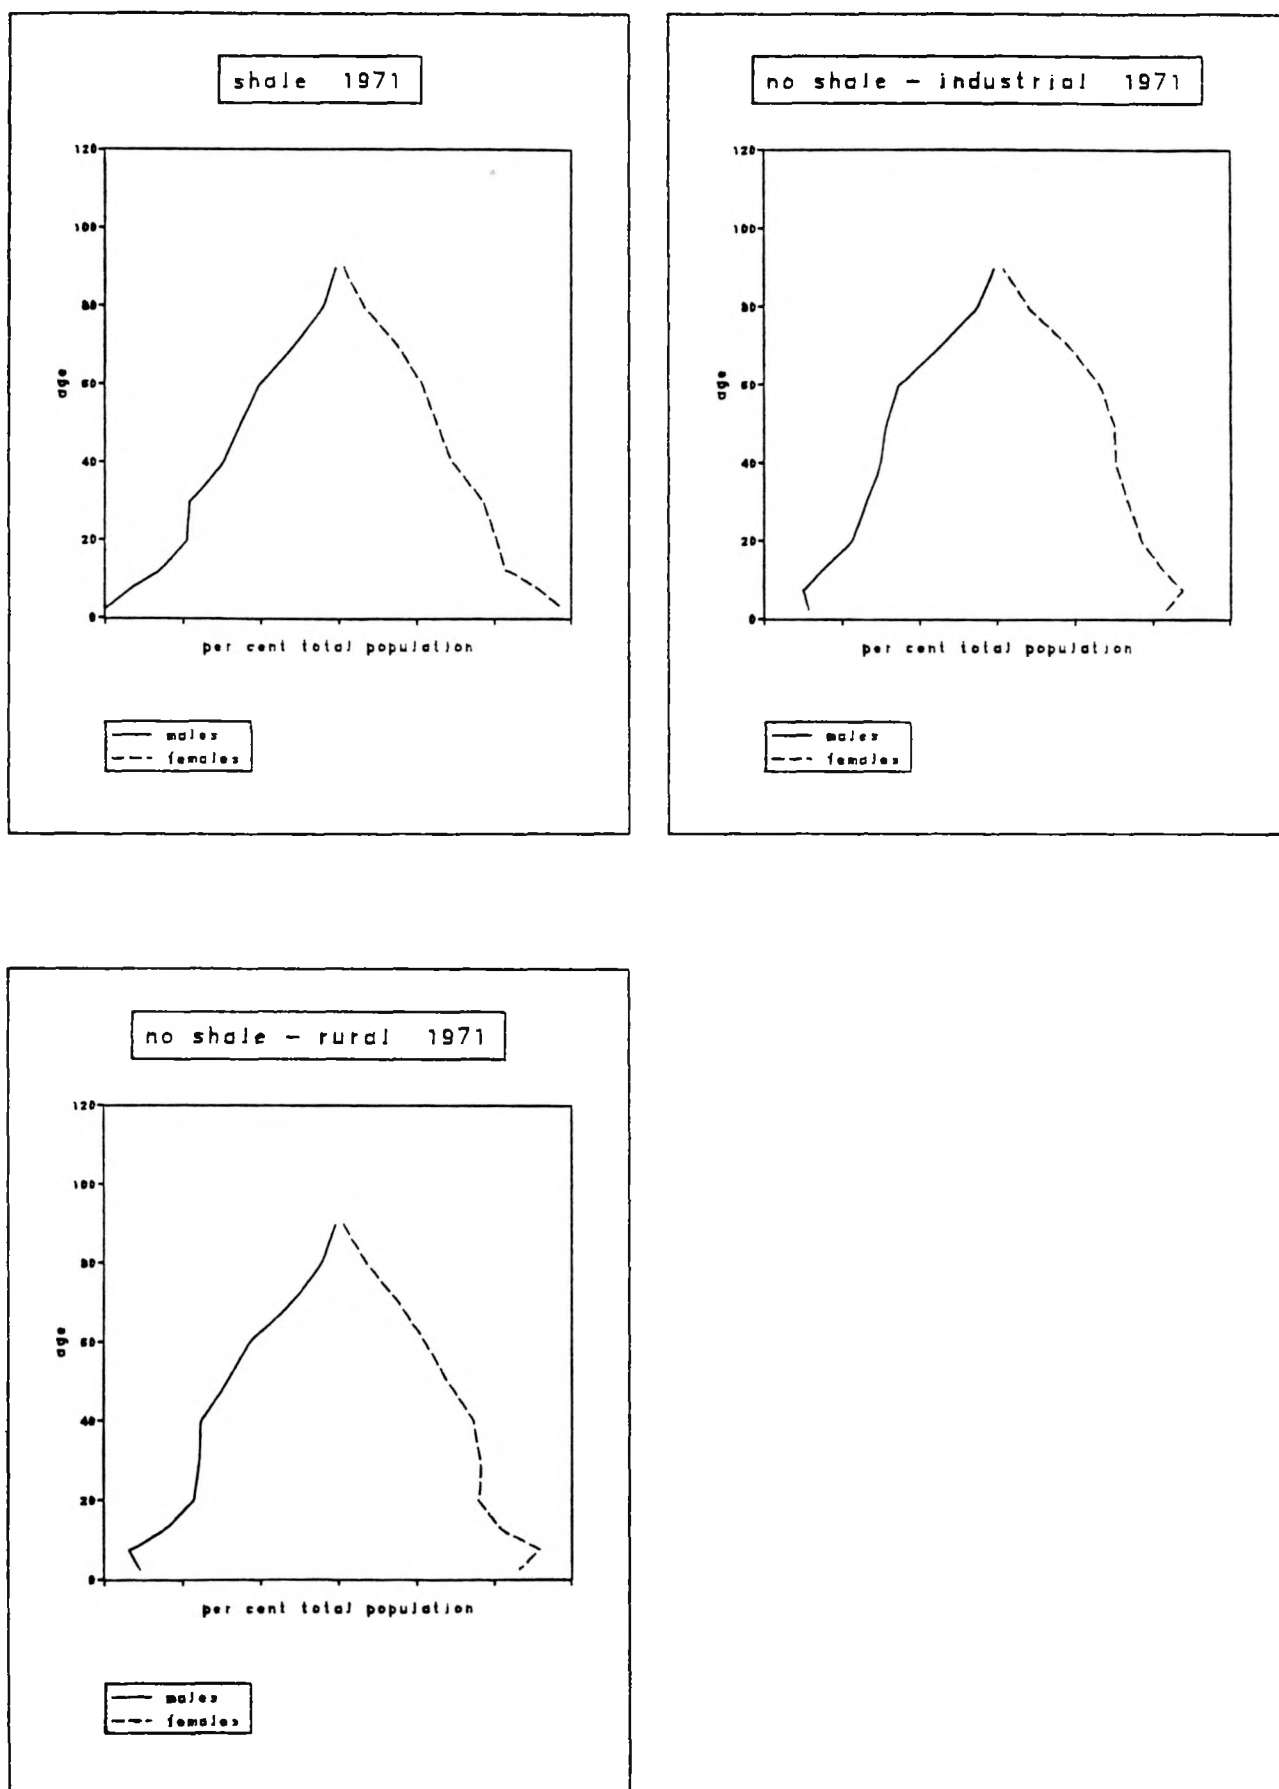 shale 1971
120
100
80
60
40
20
0
age
per cent total population
males
females
no shale - industrial 1971
120
100
80
60
40
20
0
age
per cent total population
males
females
no shale - rural 1971
120
100
80
60
40
20
0
age
per cent total population
males
females